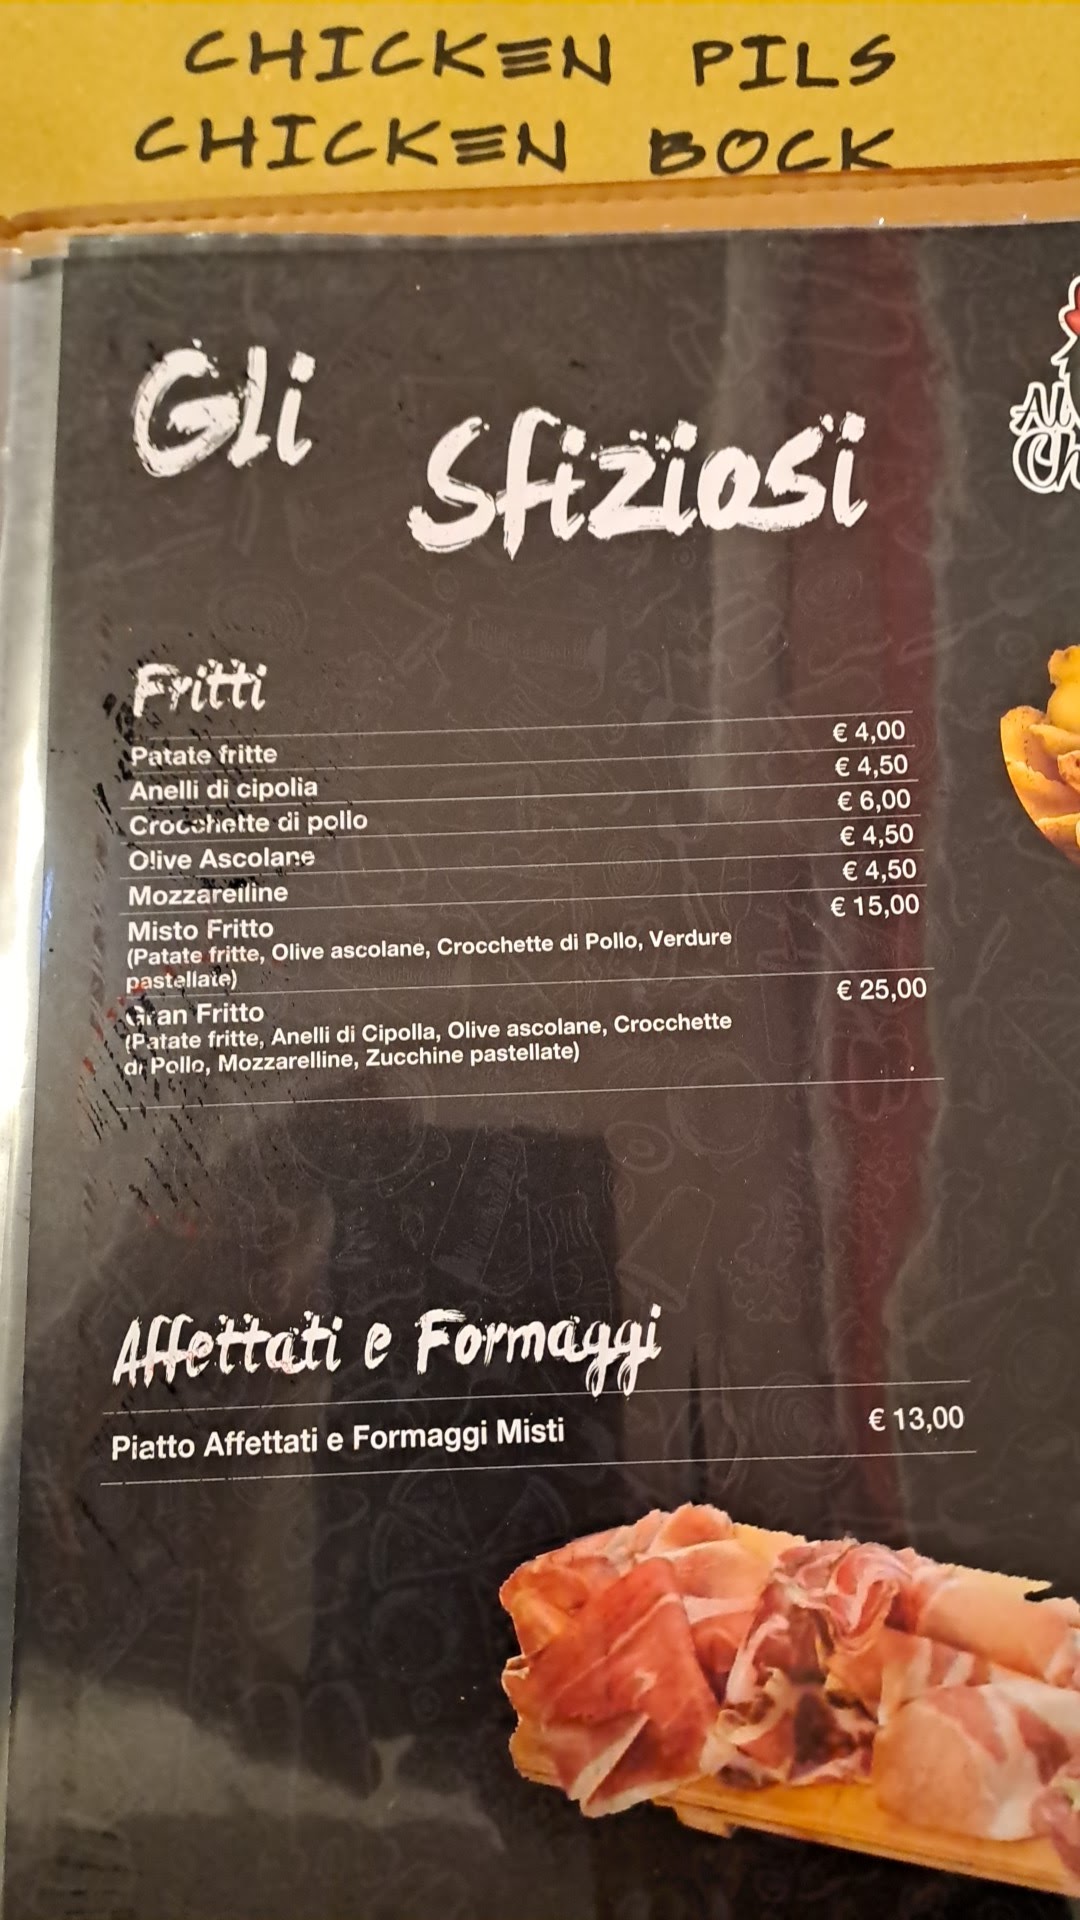 CHICKEN PILS
CHICKEN BOCK
Gli
Sfiziosi
Fritti
Patate fritte € 4,00
Anelli di cipolia € 4,50
Crocchette di pollo € 6,00
Olive Ascolane € 4,50
Mozzarelline € 4,50
Misto Fritto € 15,00
(Patate fritte, Olive ascolane, Crocchette di Pollo, Verdure
pastellate)
Gran Fritto € 25,00
(Patate fritte, Anelli di Cipolla, Olive ascolane, Crocchette
di Pollo, Mozzarelline, Zucchine pastellate)
Affettati e Formaggi
Piatto Affettati e Formaggi Misti € 13,00